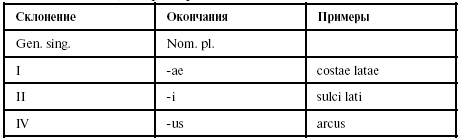 Склонение Окончания Примеры
Gen. sing. Nom. pl.
I -ae costae latae
II -i sulci lati
IV -us arcus